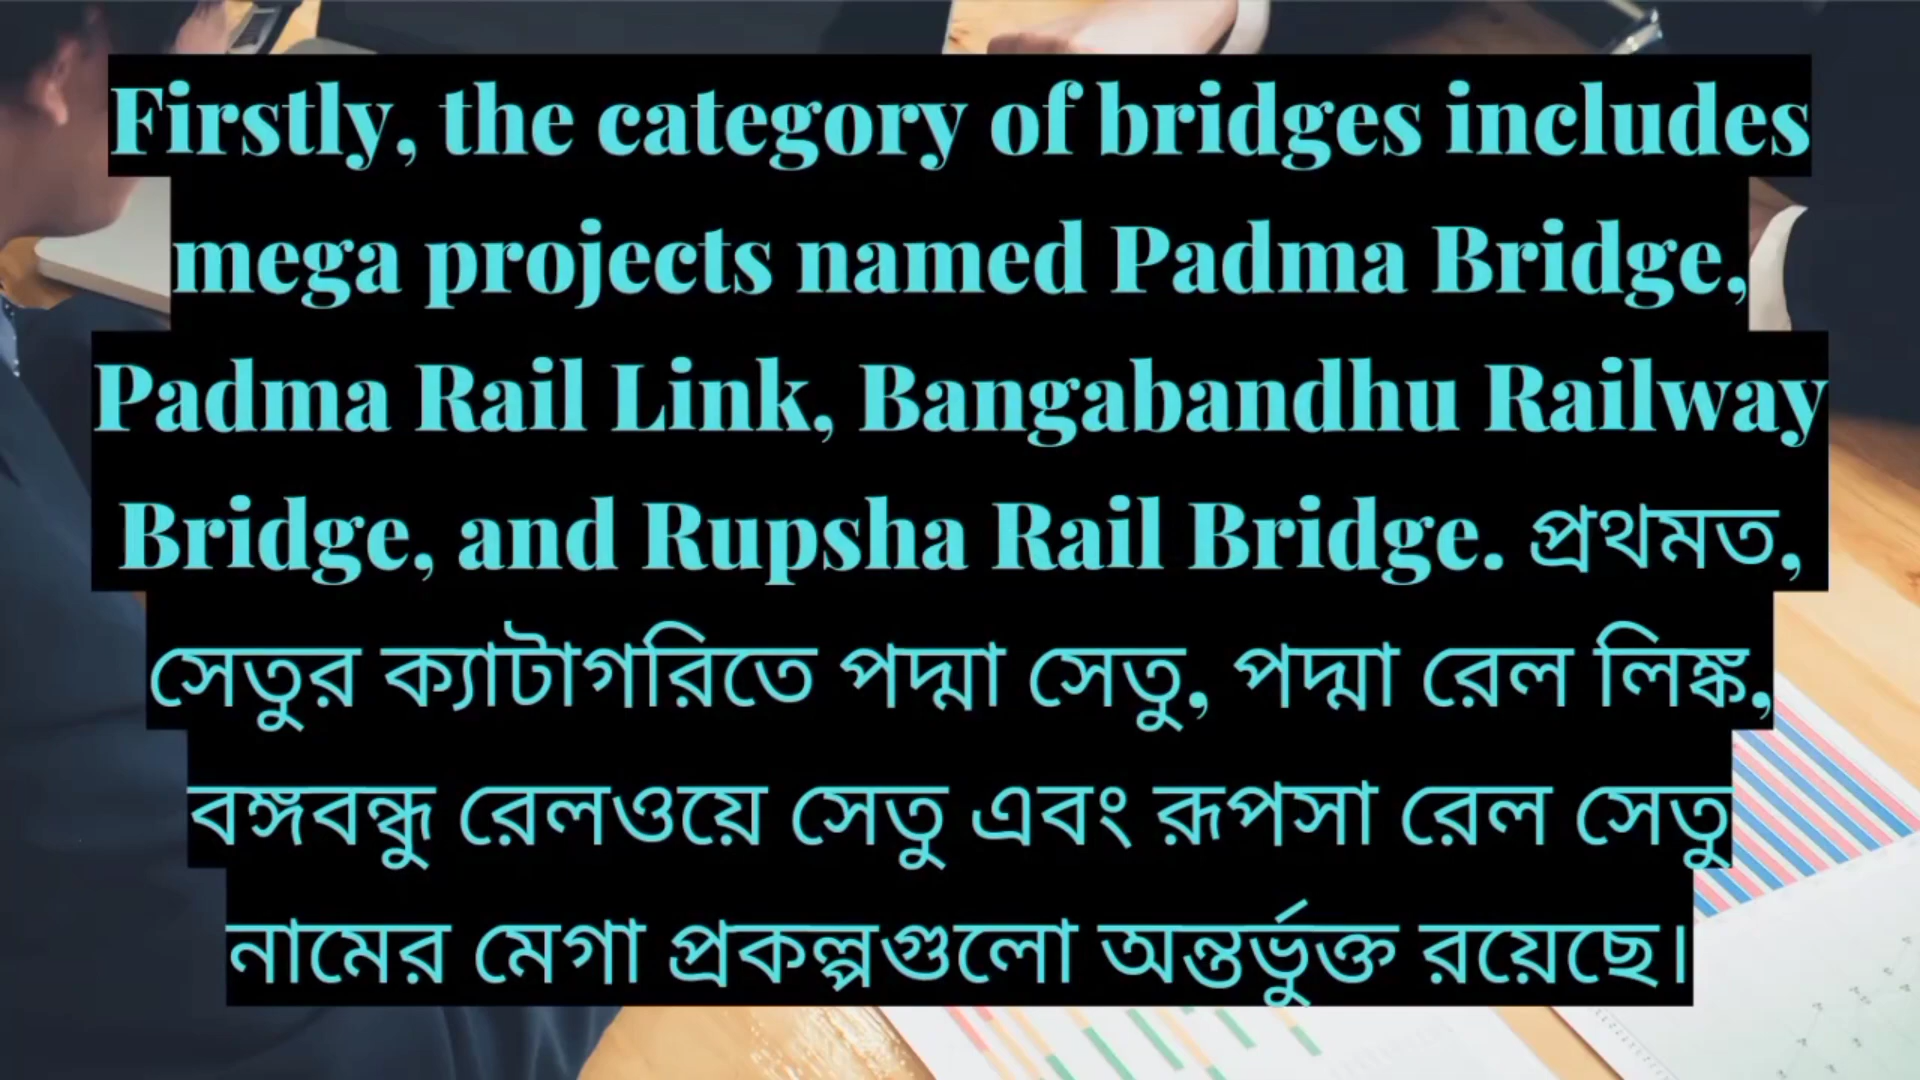 Firstly, the category of bridges includes
mega projects named Padma Bridge,
Padma Rail Link, Bangabandhu Railway
Bridge, and Rupsha Rail Bridge. প্রথমত,
সেতুর ক্যাটাগরিতে পদ্মা সেতু, পদ্মা রেল লিঙ্ক,
বঙ্গবন্ধু রেলওয়ে সেতু এবং রূপসা রেল সেতু
নামের মেগা প্রকল্পগুলো অন্তর্ভুক্ত রয়েছে।